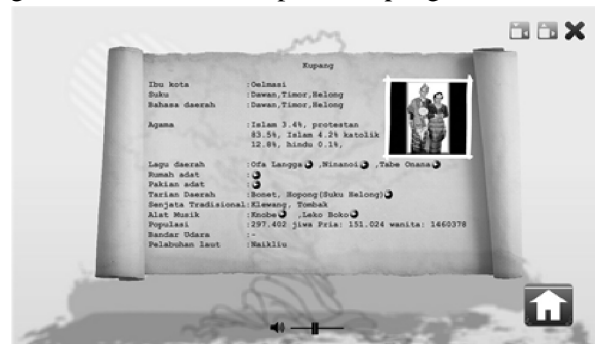 Kupang
Ibu kota :Oelmasi
Suku :Dawan,Timor,Helong
Bahasa daerah :Dawan,Timor,Helong
Agama :Islam 3.4%, protestan
83.5%, Islam 4.2% katolik
12.8%, hindu 0.1%,
Lagu daerah :Ofa Langga ,Ninanoi ,Tabe Onana
Rumah adat :
Pakian adat :
Tarian Daerah :Bonet, Hopong(Suku Helong)
Senjata Tradisional:Klewang, Tombak
Alat Musik :Knobe ,Leko Boko
Populasi :297.402 jiwa Pria: 151.024 wanita: 1460378
Bandar Udara :-
Pelabuhan Laut :Naikliu